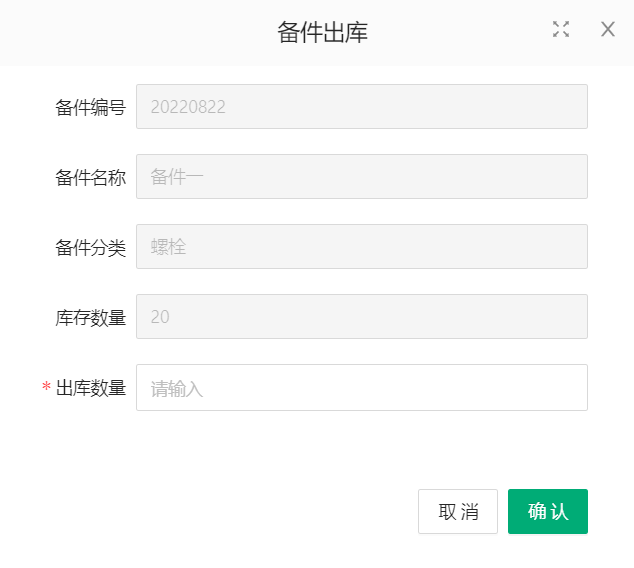 备件出库
备件编号 20220822
备件名称 备件一
备件分类 螺栓
库存数量 20
* 出库数量 请输入
取消 确认